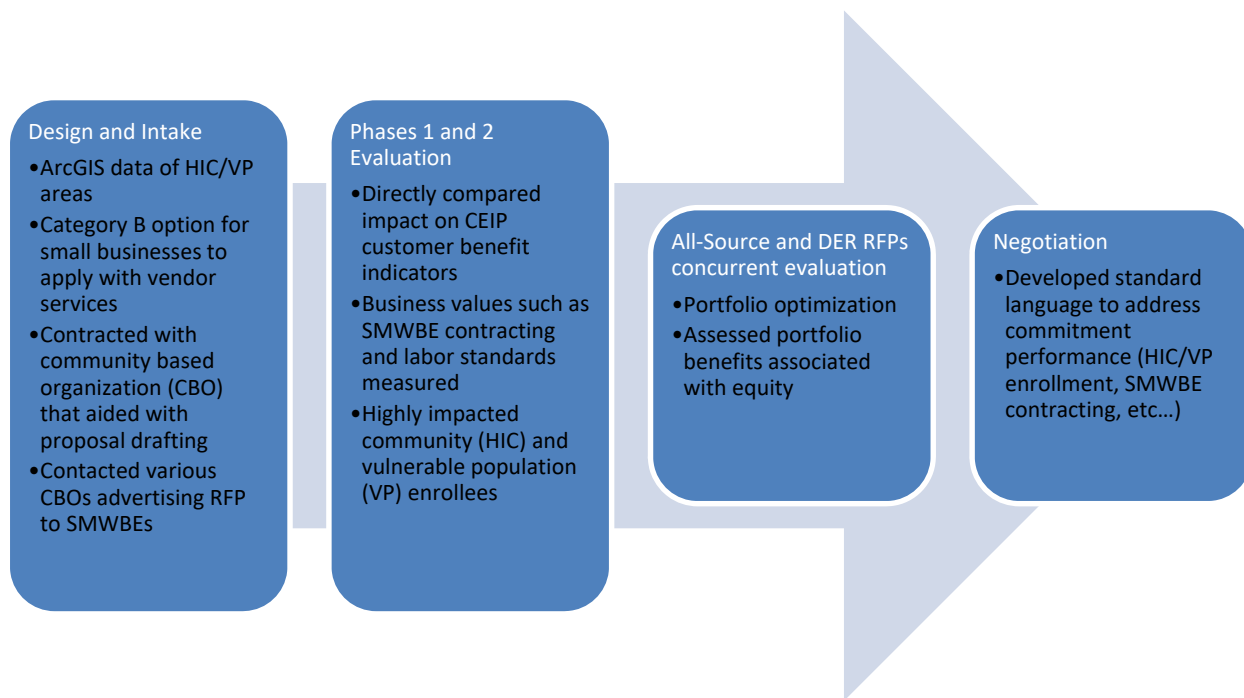 Design and Intake
•ArcGIS data of HIC/VP
areas
•Category B option for
small businesses to
apply with vendor
services
•Contracted with
community based
organization (CBO)
that aided with
proposal drafting
•Contacted various
CBOs advertising RFP
to SMWBEs
Phases 1 and 2
Evaluation
•Directly compared
impact on CEIP
customer benefit
indicators
•Business values such as
SMWBE contracting
and labor standards
measured
•Highly impacted
community (HIC) and
vulnerable population
(VP) enrollees
All-Source and DER RFPs
concurrent evaluation
•Portfolio optimization
•Assessed portfolio
benefits associated
with equity
Negotiation
•Developed standard
language to address
commitment
performance (HIC/VP
enrollment, SMWBE
contracting, etc…)